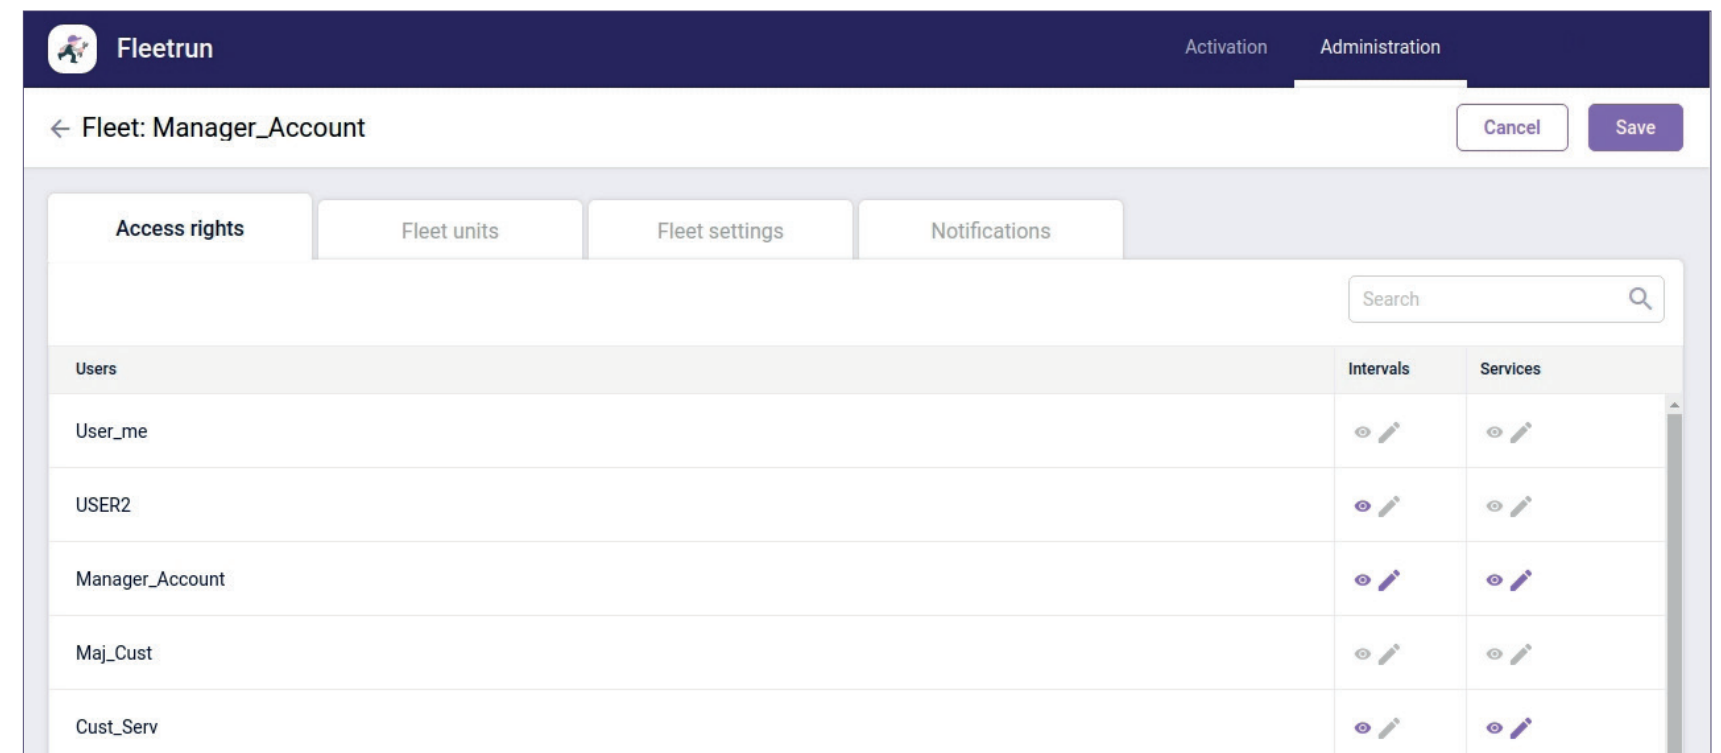 Fleetrun
Activation Administration
Fleet: Manager_Account
Cancel Save
Access rights Fleet units Fleet settings Notifications
Search
Users Intervals Services
User_me
USER2
Manager_Account
Maj_Cust
Cust_Serv